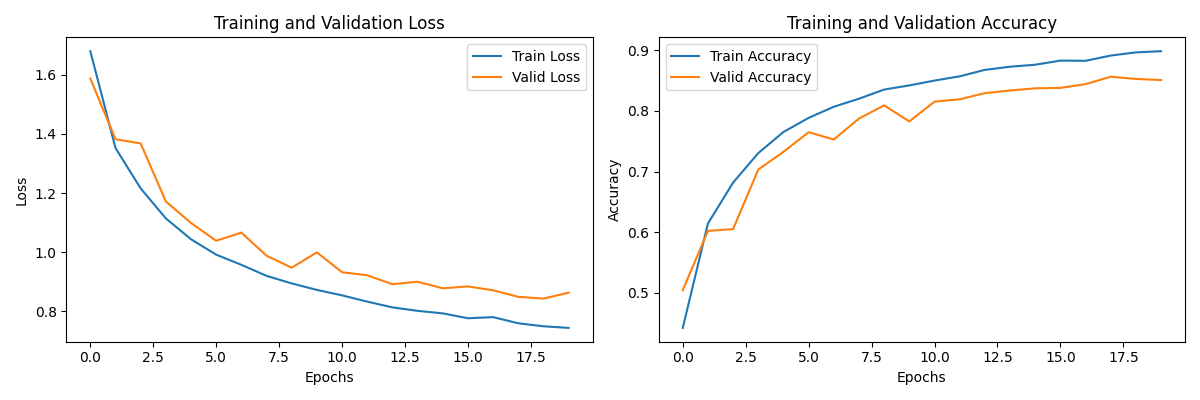 Training and Validation Loss
Train Loss
Valid Loss
Loss
1.6
1.4
1.2
1.0
0.8
0.0 2.5 5.0 7.5 10.0 12.5 15.0 17.5
Epochs
Training and Validation Accuracy
Train Accuracy
Valid Accuracy
Accuracy
0.9
0.8
0.7
0.6
0.5
0.0 2.5 5.0 7.5 10.0 12.5 15.0 17.5
Epochs